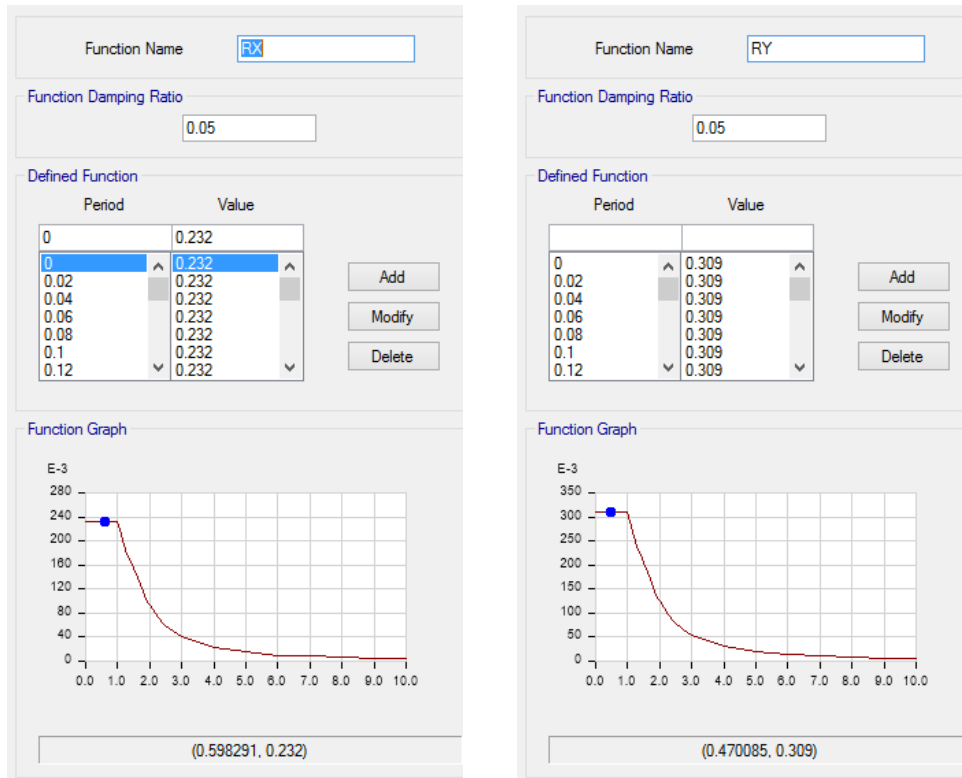 Function Name RX
Function Damping Ratio
0.05
Defined Function
Period Value
0 0.232
0 0.232
0.02 0.232
0.04 0.232
0.06 0.232
0.08 0.232
0.1 0.232
0.12 0.232
Add
Modify
Delete
Function Graph
E-3
280
240
200
160
120
80
40
0
0.0 1.0 2.0 3.0 4.0 5.0 6.0 7.0 8.0 9.0 10.0
(0.598291, 0.232)
Function Name RY
Function Damping Ratio
0.05
Defined Function
Period Value
0 0.309
0.02 0.309
0.04 0.309
0.06 0.309
0.08 0.309
0.1 0.309
0.12 0.309
Add
Modify
Delete
Function Graph
E-3
350
300
250
200
150
100
50
0
0.0 1.0 2.0 3.0 4.0 5.0 6.0 7.0 8.0 9.0 10.0
(0.470085, 0.309)